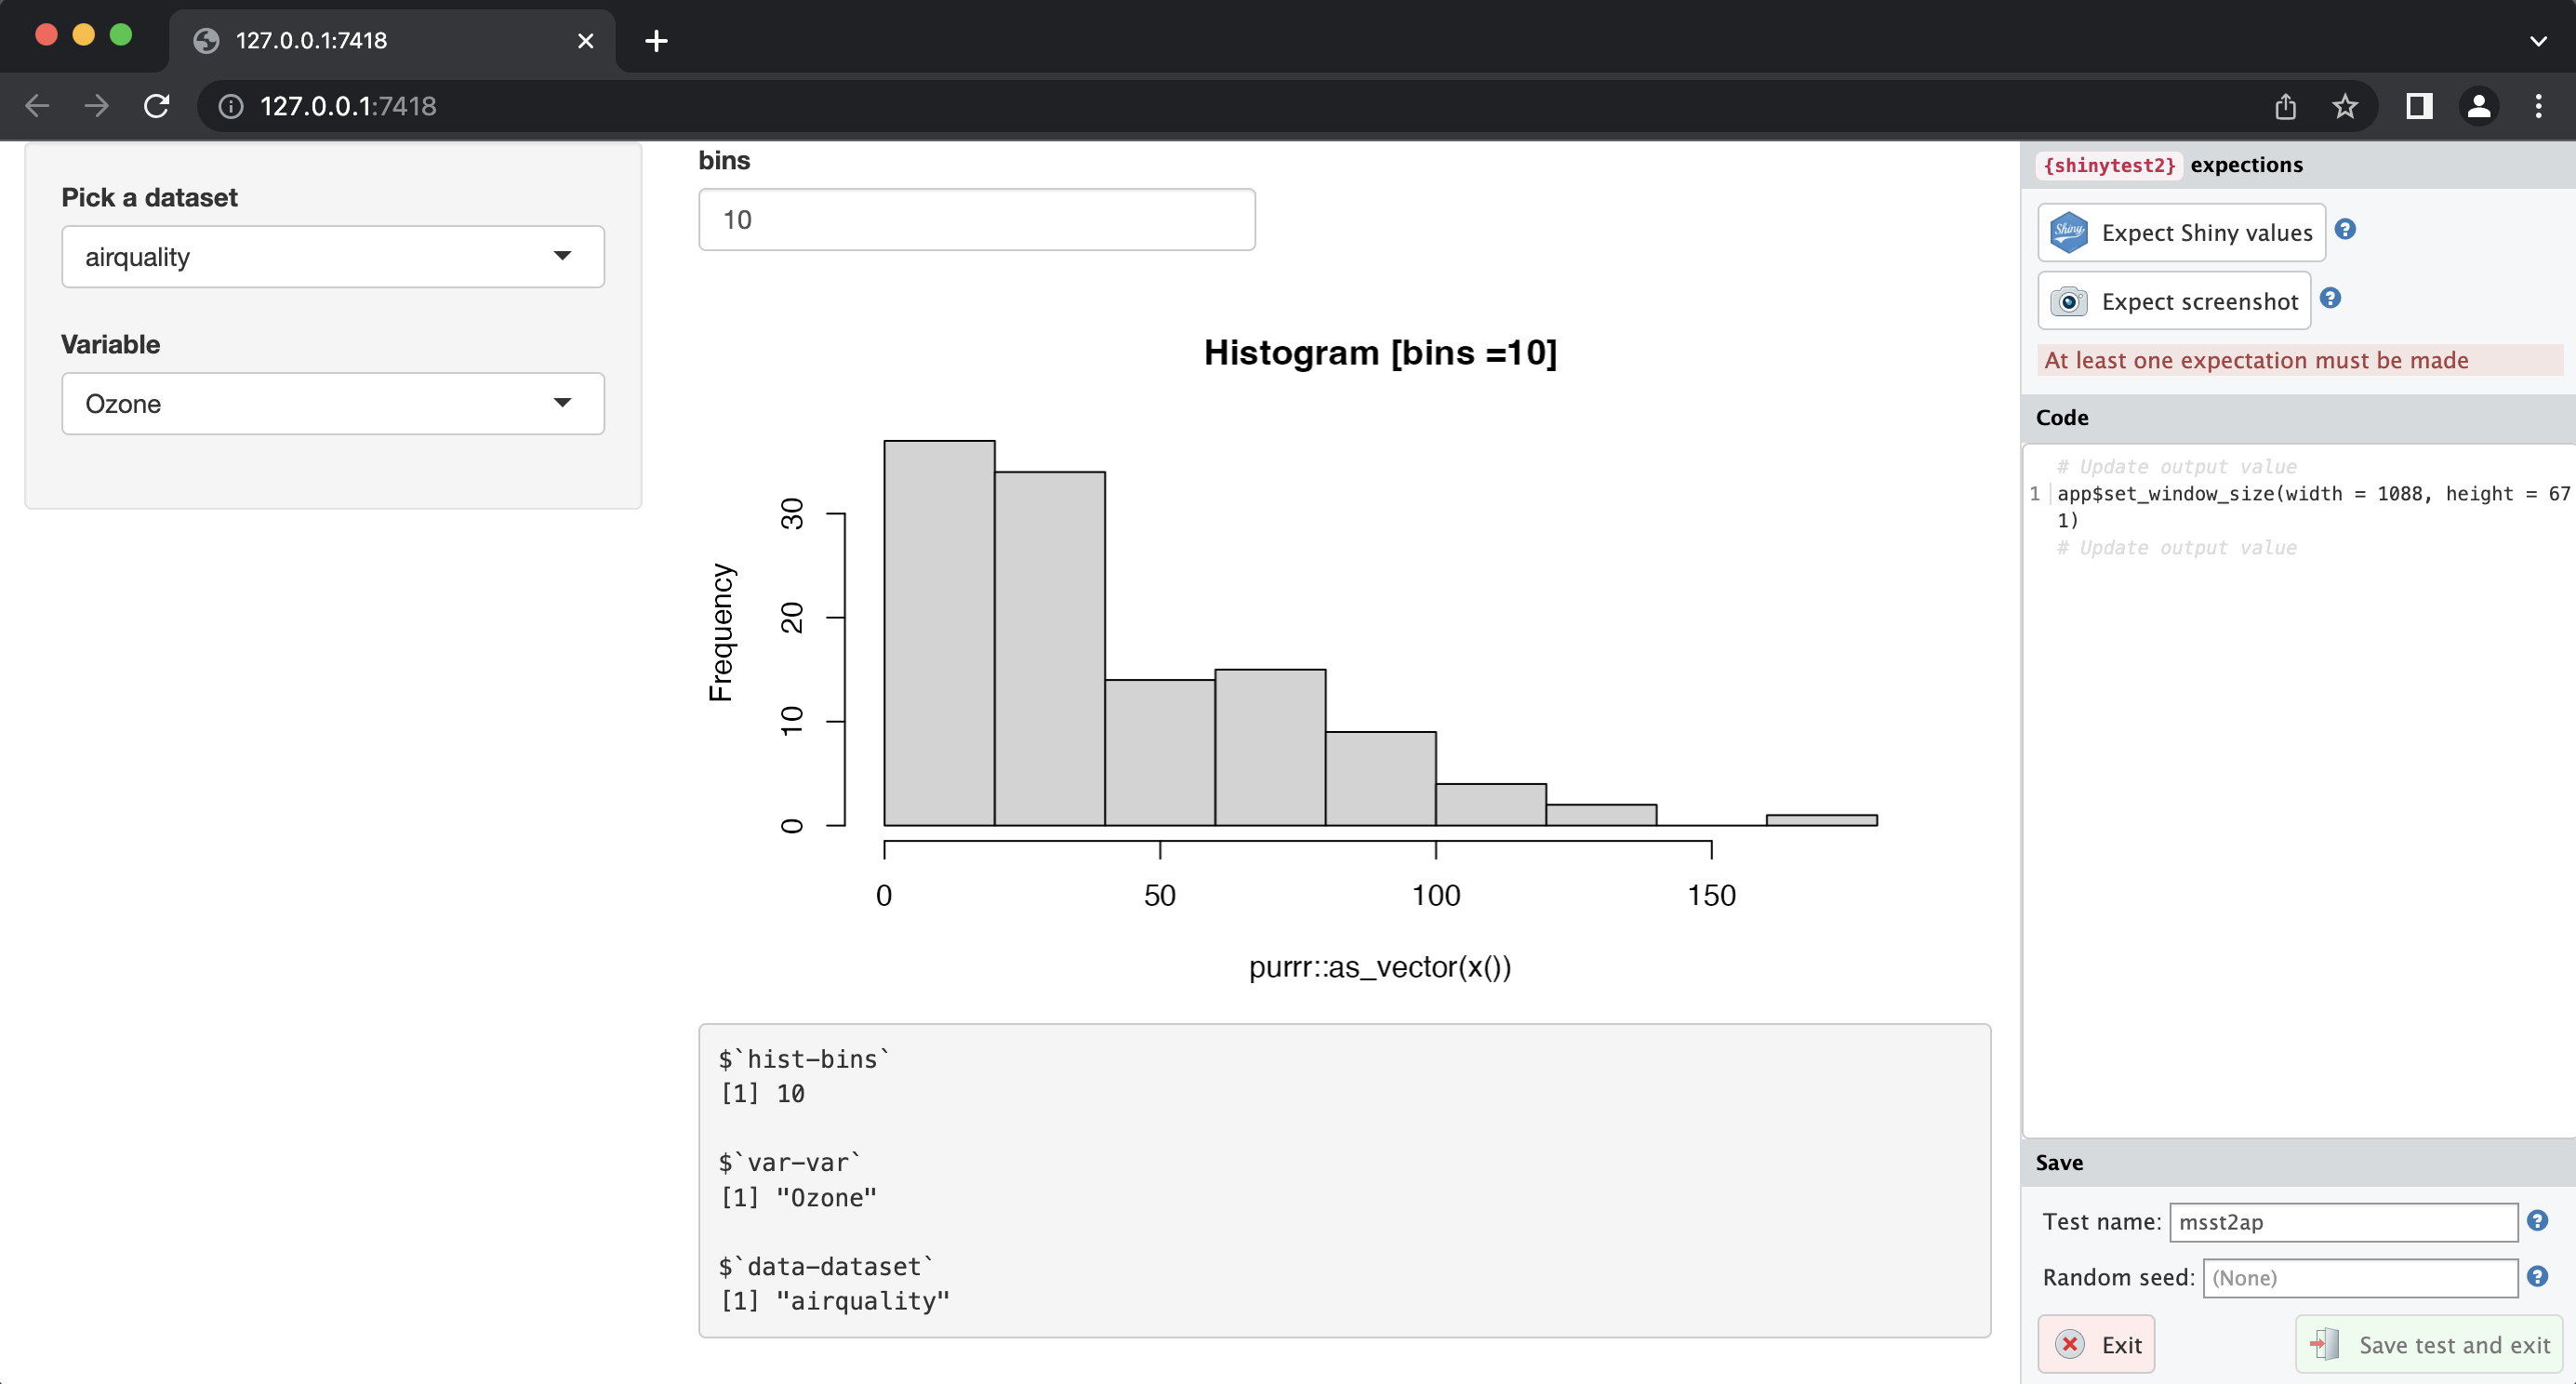 127.0.0.1:7418
127.0.0.1:7418
Pick a dataset
airquality
Variable
Ozone
bins
10
Histogram [bins =10]
Frequency
30
20
10
0
0 50 100 150
purrr::as_vector(x())
$`hist-bins`
[1] 10
$`var-var`
[1] "Ozone"
$`data-dataset`
[1] "airquality"
{shinytest2} expections
Shiny
Expect Shiny values ?
Expect screenshot ?
At least one expectation must be made
Code
# Update output value
1 app$set_window_size(width = 1088, height = 67
1)
# Update output value
Save
Test name: msst2ap ?
Random seed: (None) ?
Exit
Save test and exit